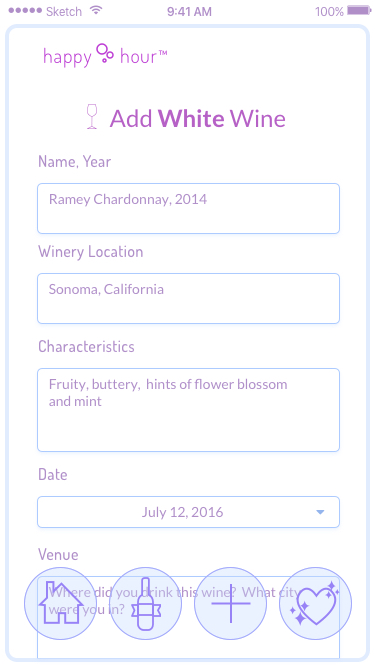 Sketch 9:41 AM 100%
happy hour™
Add White Wine
Name, Year
Ramey Chardonnay, 2014
Winery Location
Sonoma, California
Characteristics
Fruity, buttery, hints of flower blossom
and mint
Date
July 12, 2016
Venue
Where did you drink this wine? What city
were you in?